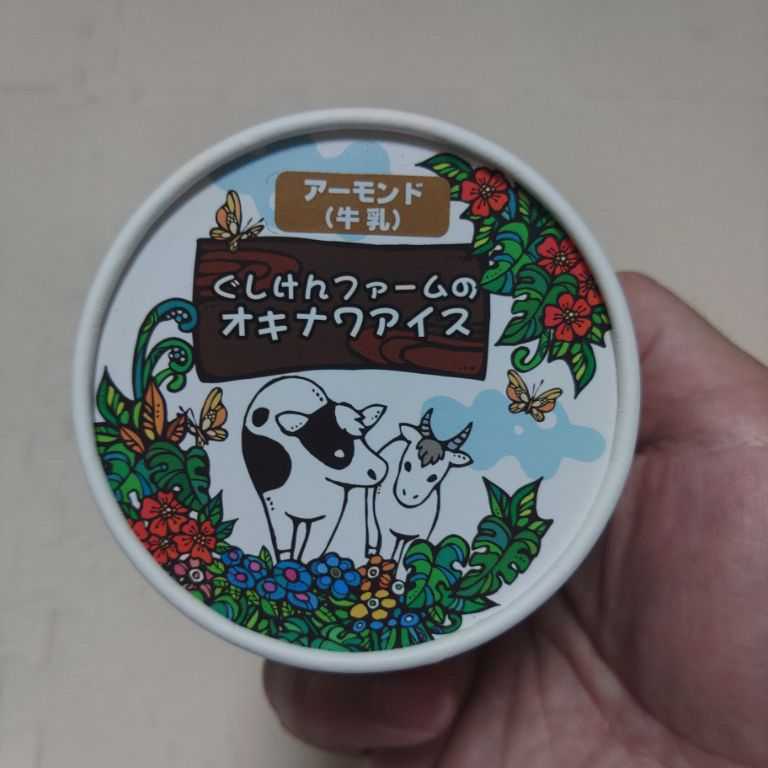 アーモンド
(牛乳)
ぐしけんファームの
オキナワアイス